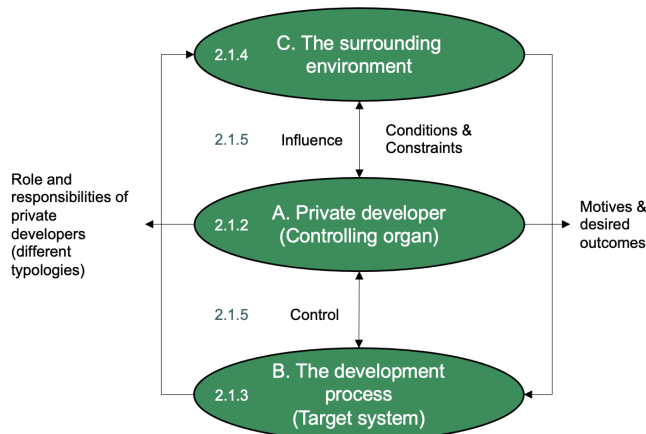 2.1.4
C. The surrounding
environment
2.1.5
Influence
Conditions &
Constraints
Role and
responsibilities of
private
developers
(different
typologies)
2.1.2
A. Private developer
(Controlling organ)
Motives &
desired
outcomes
2.1.5
Control
2.1.3
B. The development
process
(Target system)